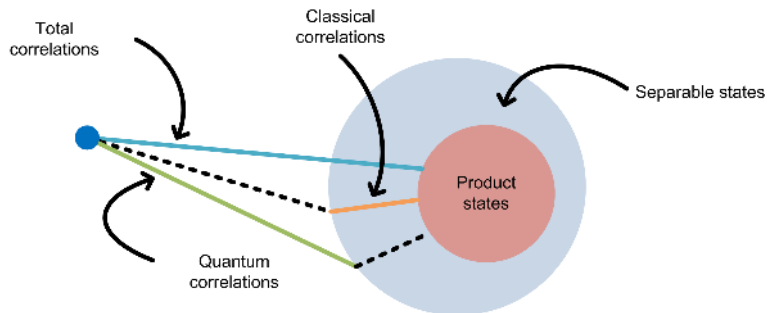 Total
correlations
Classical
correlations
Separable states
Product
states
Quantum
correlations